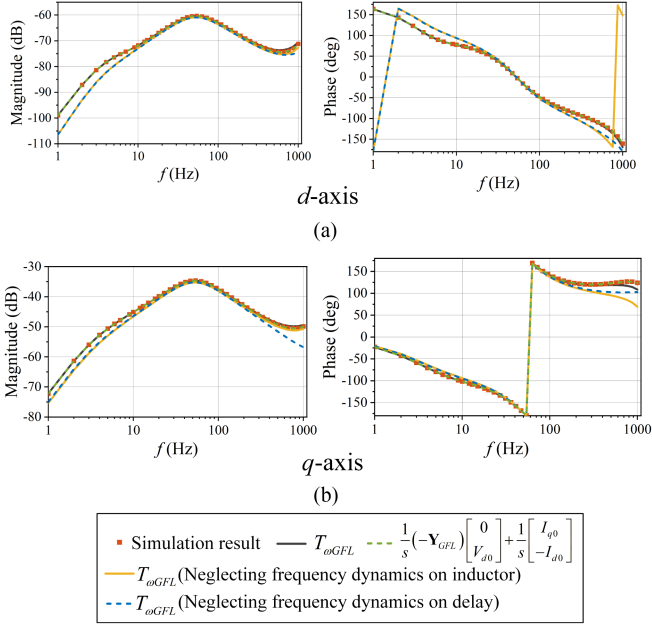 Magnitude (dB)
-60
-70
-80
-90
-100
-110
1
10
100
1000
f (Hz)
Phase (deg)
150
100
50
0
-50
-100
-150
1
10
100
1000
f (Hz)
d-axis
(a)
Magnitude (dB)
-30
-40
-50
-60
-70
-80
1
10
100
1000
f (Hz)
Phase (deg)
150
100
50
0
-50
-100
-150
1
10
100
1000
f (Hz)
q-axis
(b)
Simulation result
TωGFL
1/s (−YGFL) [0 Vd0] + 1/s [Iq0 −Id0]
TωGFL (Neglecting frequency dynamics on inductor)
TωGFL (Neglecting frequency dynamics on delay)